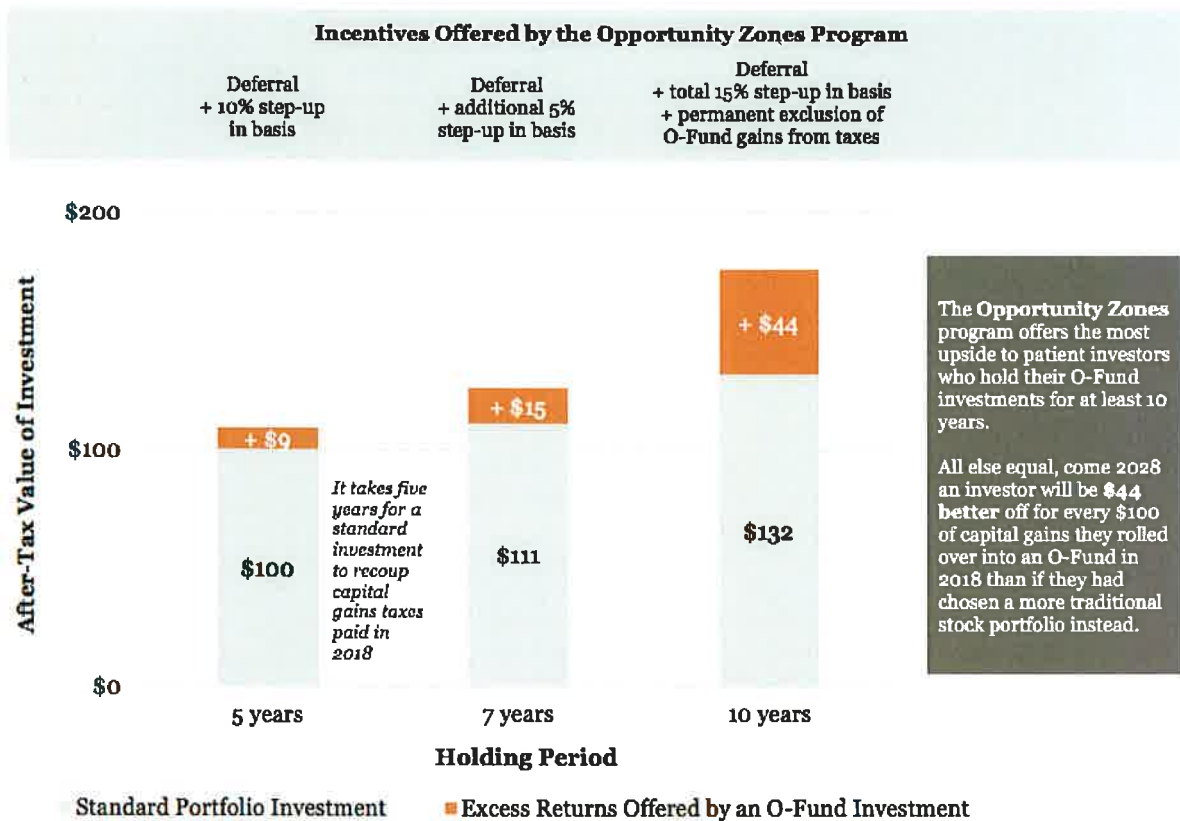 Incentives Offered by the Opportunity Zones Program
Deferral
+ 10% step-up
in basis
Deferral
+ additional 5%
step-up in basis
Deferral
+ total 15% step-up in basis
+ permanent exclusion of
O-Fund gains from taxes
After-Tax Value of Investment
$200
$100
$0
+ $9
$100
It takes five
years for a
standard
investment
to recoup
capital
gains taxes
paid in
2018
+ $15
$111
+ $44
$132
5 years
7 years
10 years
Holding Period
Standard Portfolio Investment
Excess Returns Offered by an O-Fund Investment
The Opportunity Zones
program offers the most
upside to patient investors
who hold their O-Fund
investments for at least 10
years.
All else equal, come 2028
an investor will be $44
better off for every $100
of capital gains they rolled
over into an O-Fund in
2018 than if they had
chosen a more traditional
stock portfolio instead.